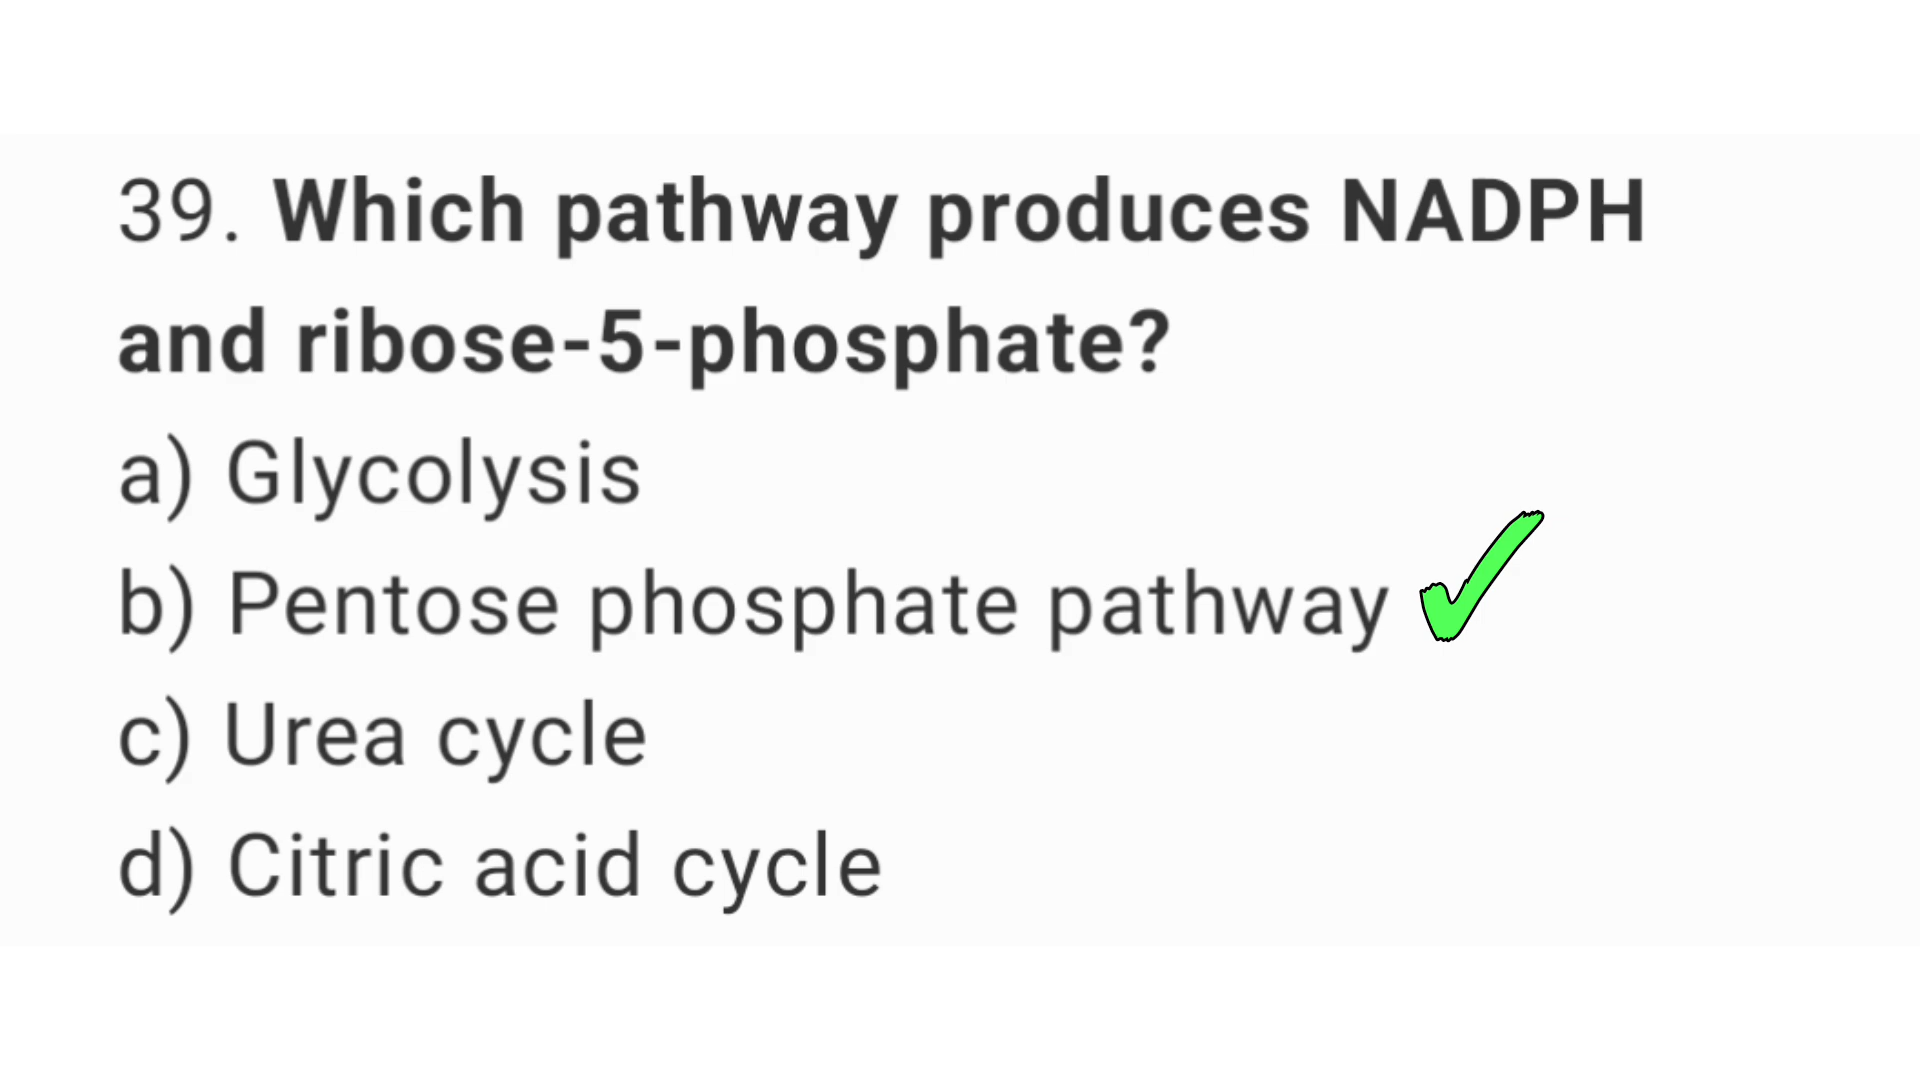 39. Which pathway produces NADPH
and ribose-5-phosphate?
a) Glycolysis
b) Pentose phosphate pathway
c) Urea cycle
d) Citric acid cycle